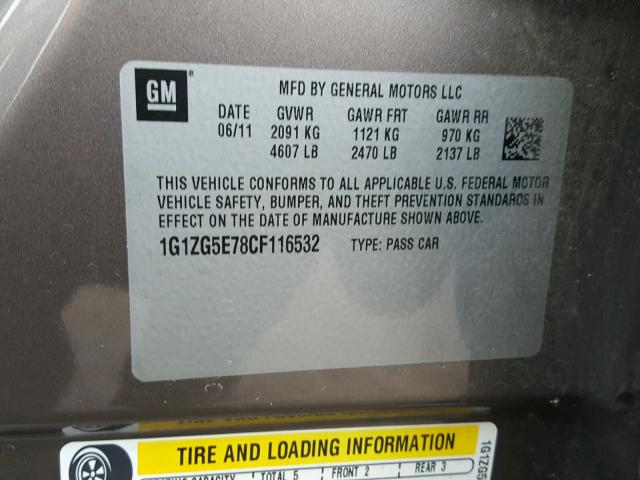 GM ®
MFD BY GENERAL MOTORS LLC
DATE GVWR GAWR FRT GAWR RR
06/11 2091 KG 1121 KG 970 KG
4607 LB 2470 LB 2137 LB
THIS VEHICLE CONFORMS TO ALL APPLICABLE U.S. FEDERAL MOTOR
VEHICLE SAFETY, BUMPER, AND THEFT PREVENTION STANDARDS IN
EFFECT ON THE DATE OF MANUFACTURE SHOWN ABOVE.
1G1ZG5E78CF116532 TYPE: PASS CAR
TIRE AND LOADING INFORMATION
SEATING CAPACITY TOTAL 5 FRONT 2 REAR 3
1G1ZG5